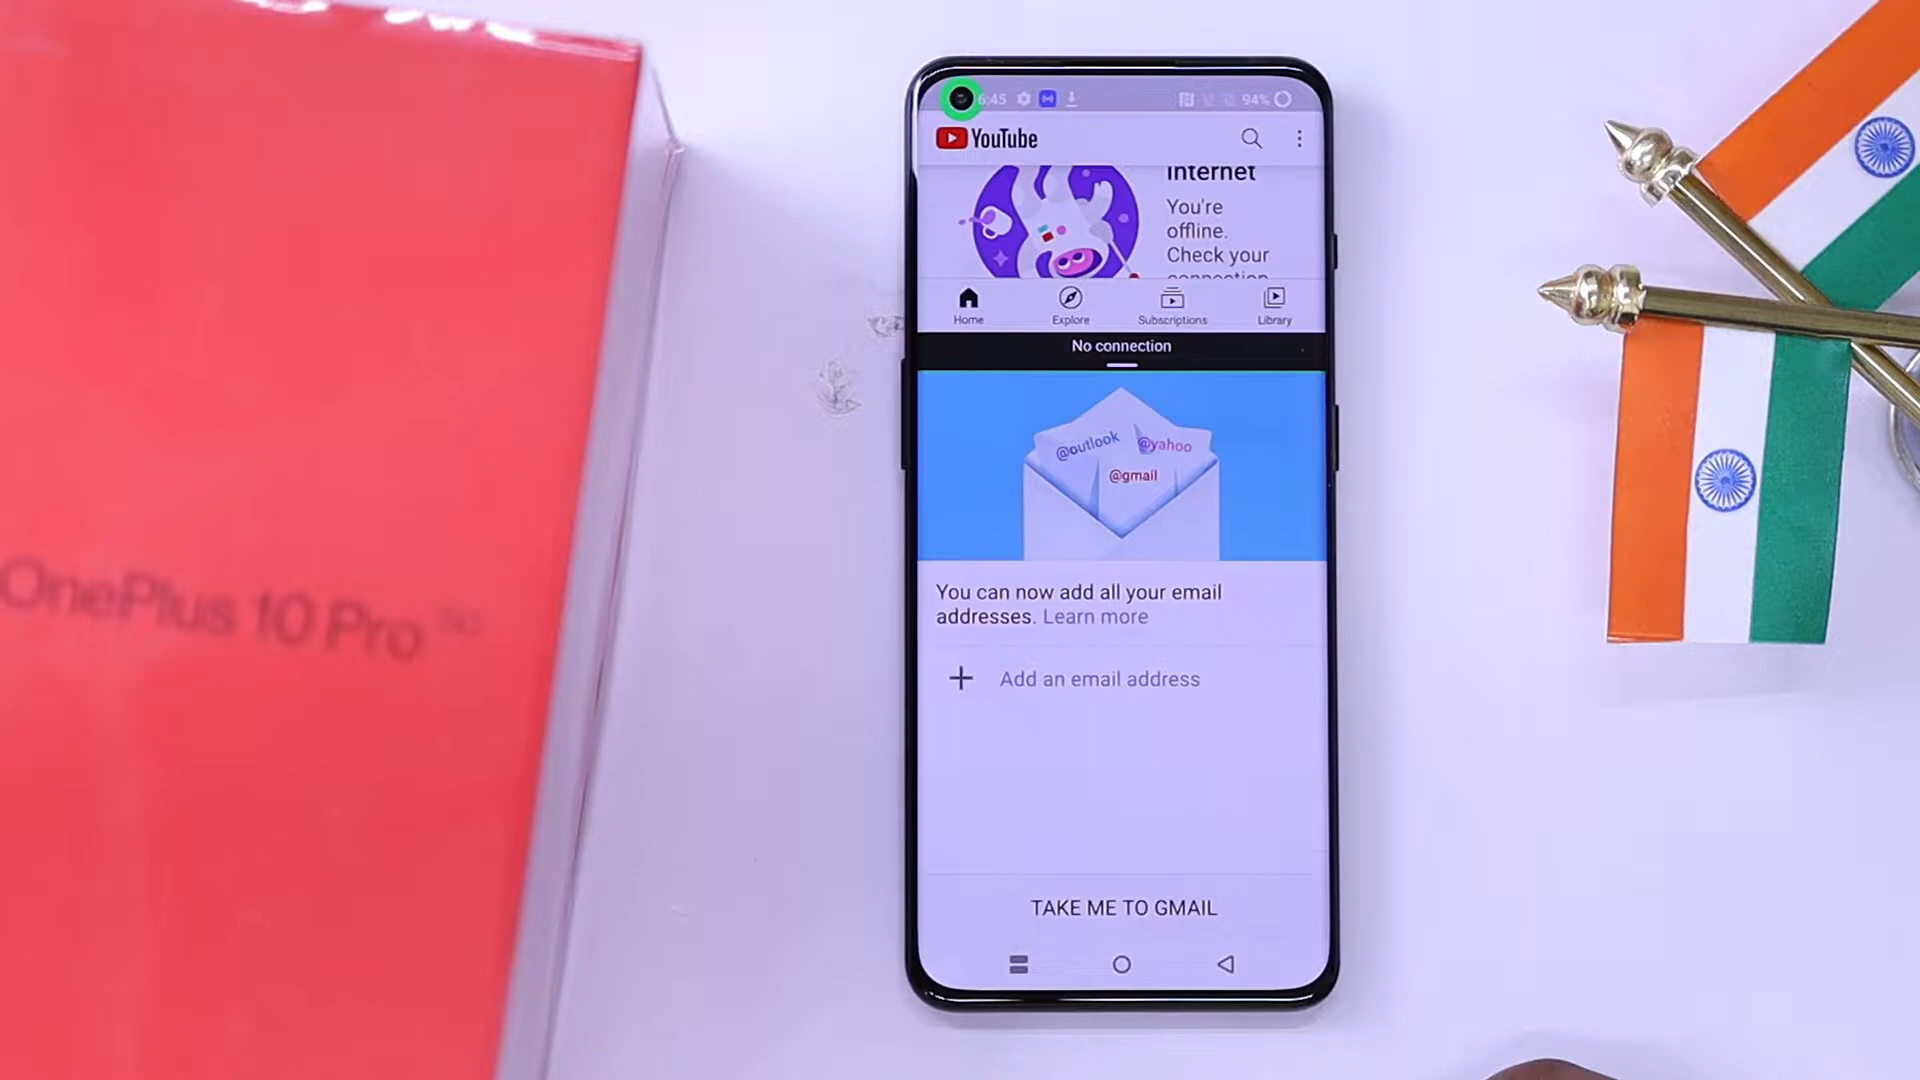 OnePlus 10 Pro
6:45
94%
YouTube
Internet
You're
offline.
Check your
connection
Home
Explore
Subscriptions
Library
No connection
@outlook
@yahoo
@gmail
You can now add all your email
addresses. Learn more
Add an email address
TAKE ME TO GMAIL